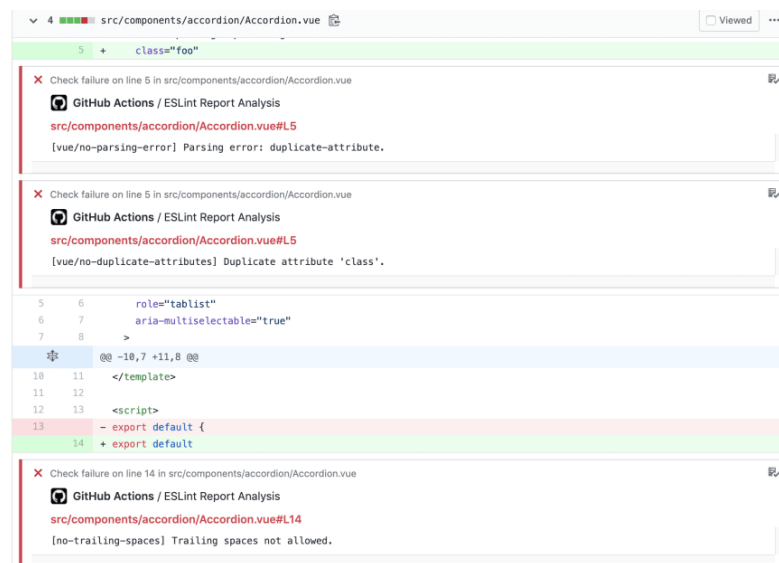 4 src/components/accordion/Accordion.vue Viewed ...
5 + class="foo"
Check failure on line 5 in src/components/accordion/Accordion.vue
GitHub Actions / ESLint Report Analysis
src/components/accordion/Accordion.vue#L5
[vue/no-parsing-error] Parsing error: duplicate-attribute.
Check failure on line 5 in src/components/accordion/Accordion.vue
GitHub Actions / ESLint Report Analysis
src/components/accordion/Accordion.vue#L5
[vue/no-duplicate-attributes] Duplicate attribute 'class'.
5 6 role="tablist"
6 7 aria-multiselectable="true"
7 8 >
@@ -10,7 +11,8 @@
10 11 </template>
11 12
12 13 <script>
13 - export default {
14 + export default
Check failure on line 14 in src/components/accordion/Accordion.vue
GitHub Actions / ESLint Report Analysis
src/components/accordion/Accordion.vue#L14
[no-trailing-spaces] Trailing spaces not allowed.